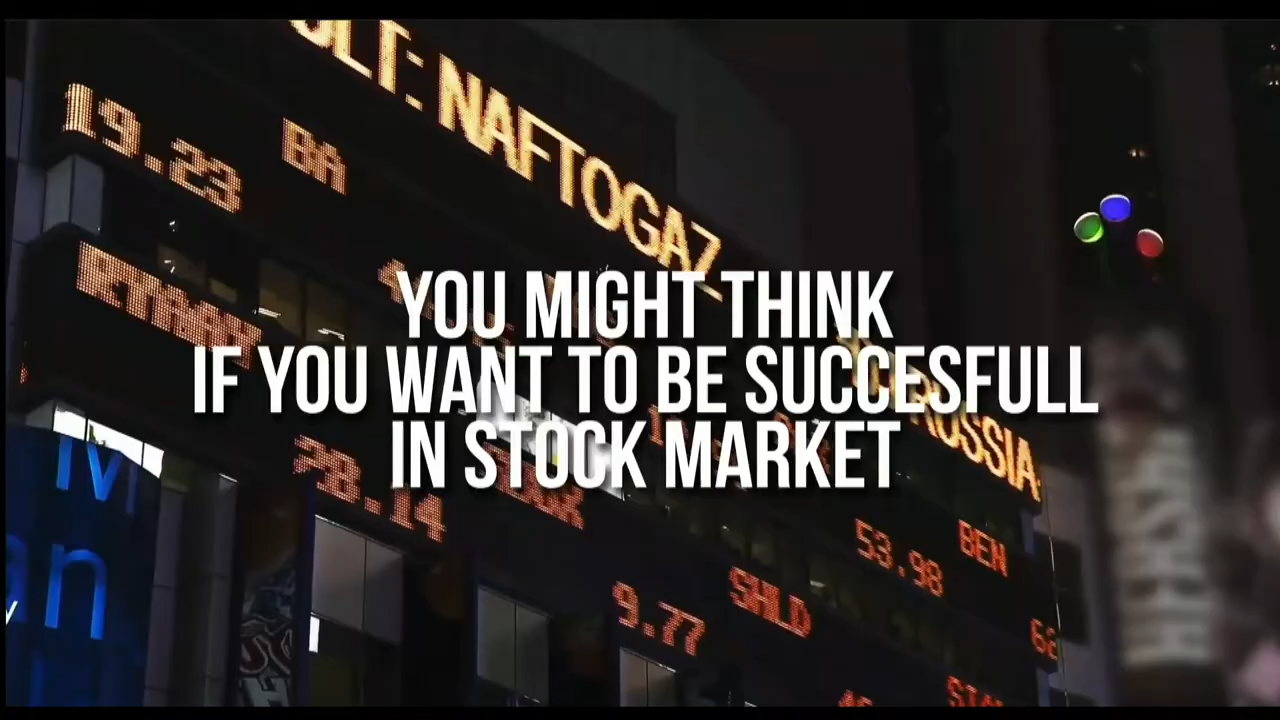 NAFTOGAZ
19.23
BA
YOU MIGHT THINK
IF YOU WANT TO BE SUCCESFULL
IN STOCK MARKET
RUSSIA
28.14
53.98
BEN
9.77
SHLD